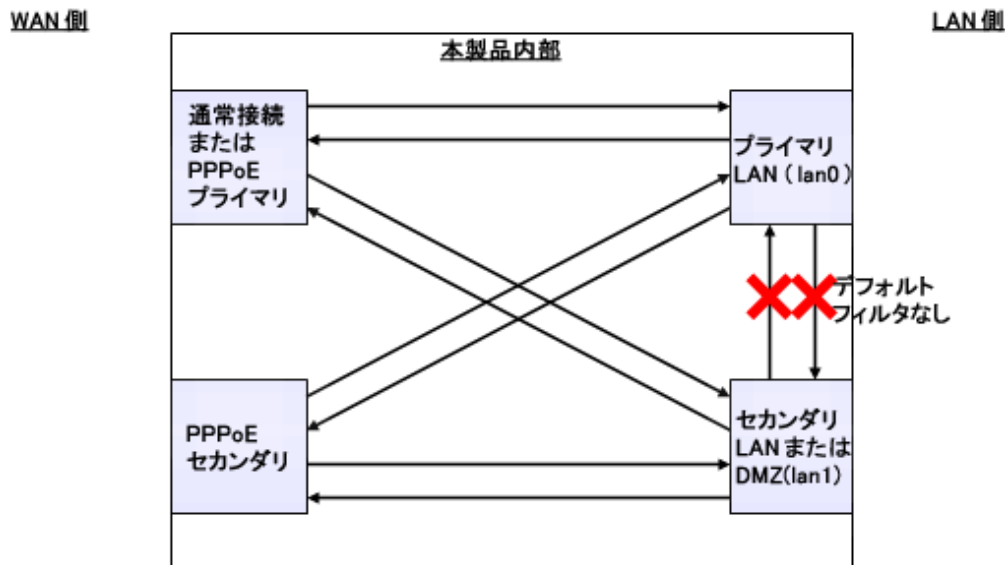 WAN 側
LAN 側
本製品内部
通常接続
または
PPPoE
プライマリ
プライマリ
LAN ( lan0 )
デフォルト
フィルタなし
PPPoE
セカンダリ
セカンダリ
LAN または
DMZ(lan1)